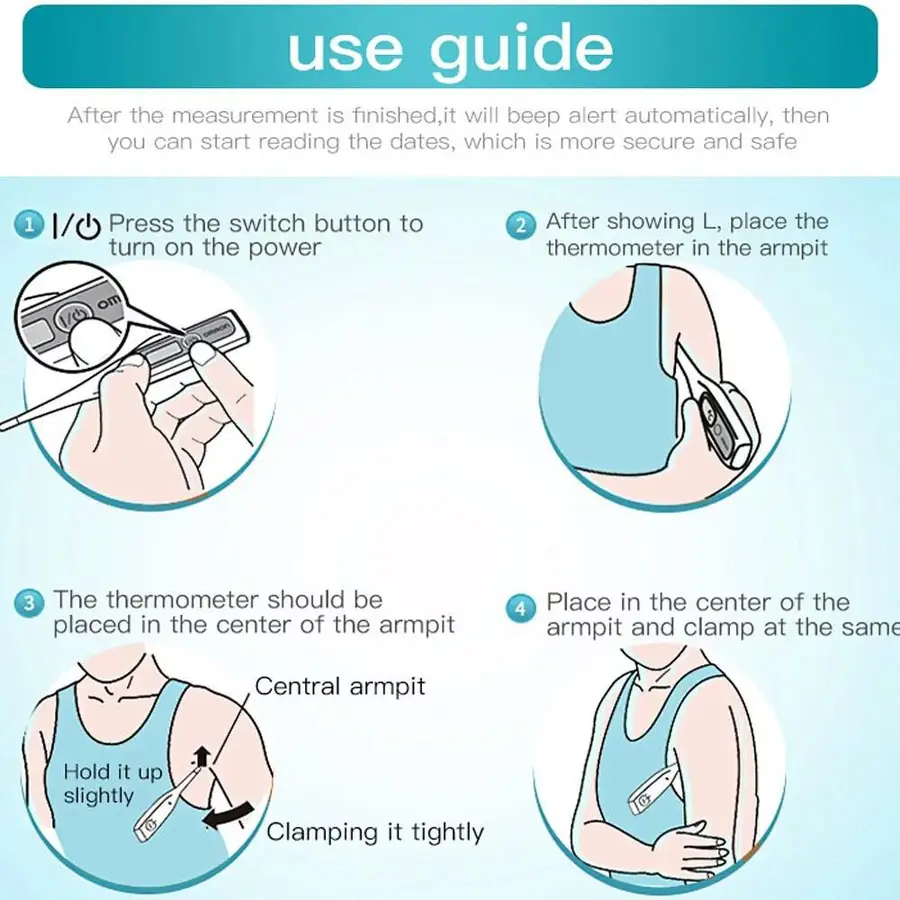 use guide
After the measurement is finished,it will beep alert automatically, then
you can start reading the dates, which is more secure and safe
1 I/⏻ Press the switch button to
turn on the power
I/⏻ om
omron
2 After showing L, place the
thermometer in the armpit
3 The thermometer should be
placed in the center of the armpit
Central armpit
Hold it up
slightly
Clamping it tightly
4 Place in the center of the
armpit and clamp at the same